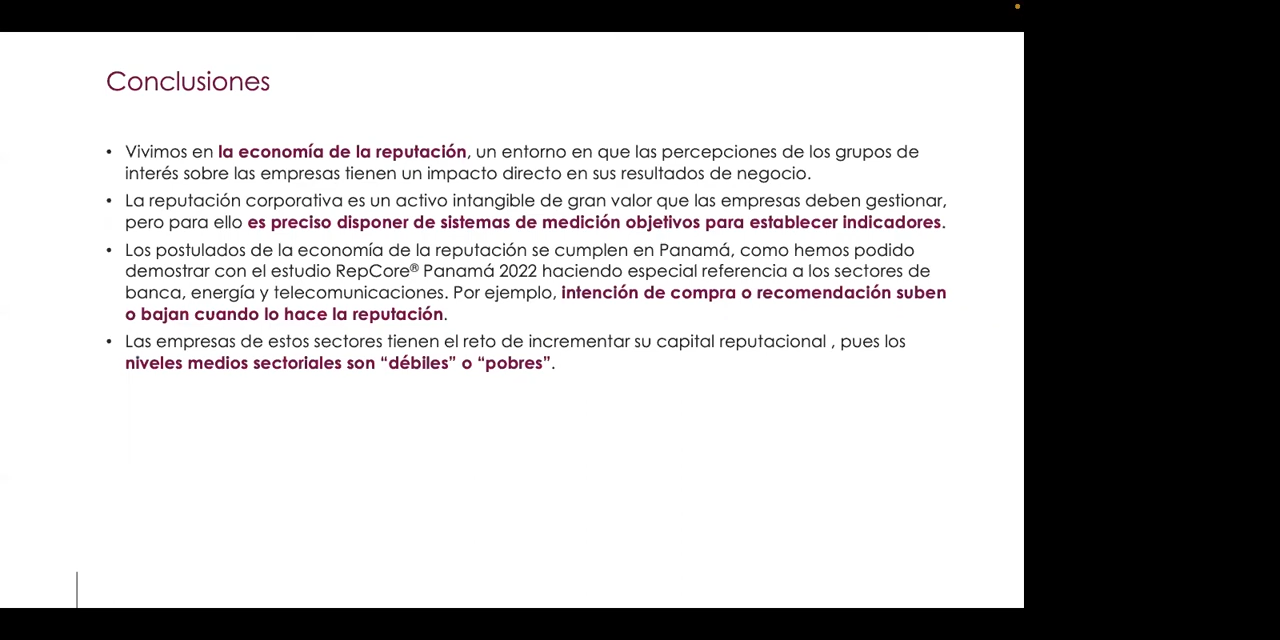 Conclusiones
• Vivimos en la economía de la reputación, un entorno en que las percepciones de los grupos de
interés sobre las empresas tienen un impacto directo en sus resultados de negocio.
• La reputación corporativa es un activo intangible de gran valor que las empresas deben gestionar,
pero para ello es preciso disponer de sistemas de medición objetivos para establecer indicadores.
• Los postulados de la economía de la reputación se cumplen en Panamá, como hemos podido
demostrar con el estudio RepCore® Panamá 2022 haciendo especial referencia a los sectores de
banca, energía y telecomunicaciones. Por ejemplo, intención de compra o recomendación suben
o bajan cuando lo hace la reputación.
• Las empresas de estos sectores tienen el reto de incrementar su capital reputacional , pues los
niveles medios sectoriales son “débiles” o “pobres”.